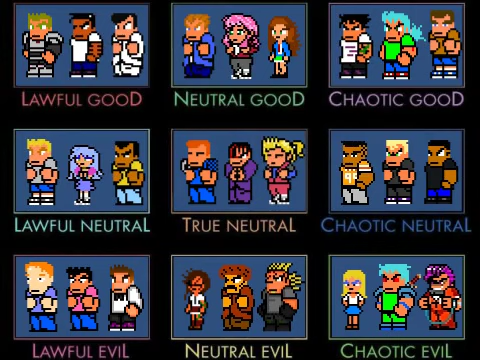 LAWFUL GOOD
NEUTRAL GOOD
CHAOTIC GOOD
LAWFUL NEUTRAL
TRUE NEUTRAL
CHAOTIC NEUTRAL
LAWFUL EVIL
NEUTRAL EVIL
CHAOTIC EVIL